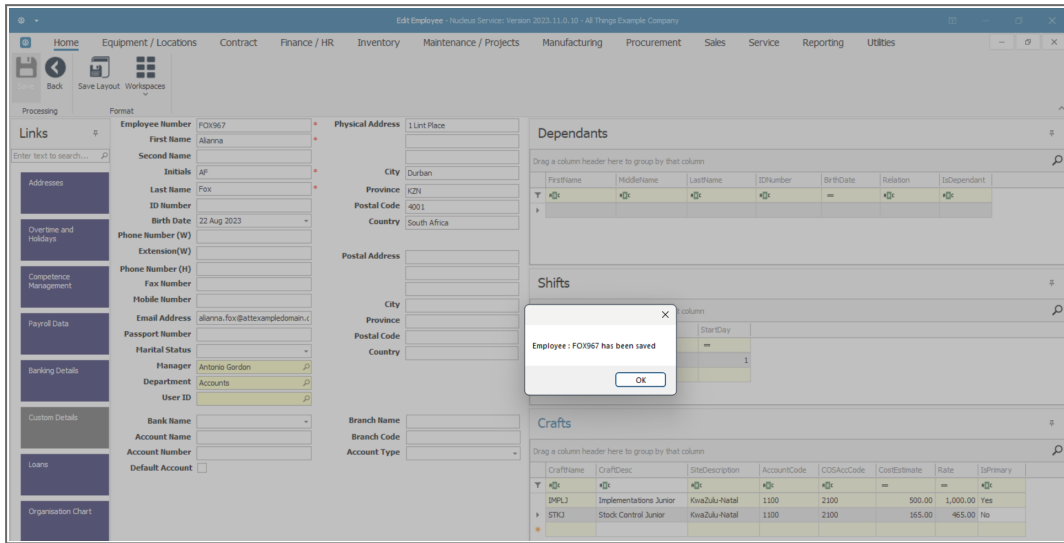 Edit Employee - Nucleus Service: Version 2023.11.0.10 - All Things Example Company
Home Equipment / Locations Contract Finance / HR Inventory Maintenance / Projects Manufacturing Procurement Sales Service Reporting Utilities
Save Back Save Layout Workspaces
Processing Format
Links
Enter text to search...
Addresses
Overtime and
Holidays
Competence
Management
Payroll Data
Banking Details
Custom Details
Loans
Organisation Chart
Employee Number FOX967 *
First Name Alianna *
Second Name
Initials AF *
Last Name Fox *
ID Number
Birth Date 22 Aug 2023
Phone Number (W)
Extension(W)
Phone Number (H)
Fax Number
Mobile Number
Email Address alianna.fox@attexampledomain.c
Passport Number
Marital Status
Manager Antonio Gordon
Department Accounts
User ID
Bank Name
Account Name
Account Number
Default Account
Physical Address 1 Lint Place
City Durban
Province KZN
Postal Code 4001
Country South Africa
Postal Address
City
Province
Postal Code
Country
Branch Name
Branch Code
Account Type
Dependants
Drag a column header here to group by that column
FirstName MiddleName LastName IDNumber BirthDate Relation IsDependant
=
Shifts
column
StartDay
=
1
Employee : FOX967 has been saved
OK
Crafts
Drag a column header here to group by that column
CraftName CraftDesc SiteDescription AccountCode COSAccCode CostEstimate Rate IsPrimary
= =
IMPLJ Implementations Junior KwaZulu-Natal 1100 2100 500.00 1,000.00 Yes
STKJ Stock Control Junior KwaZulu-Natal 1100 2100 165.00 465.00 No